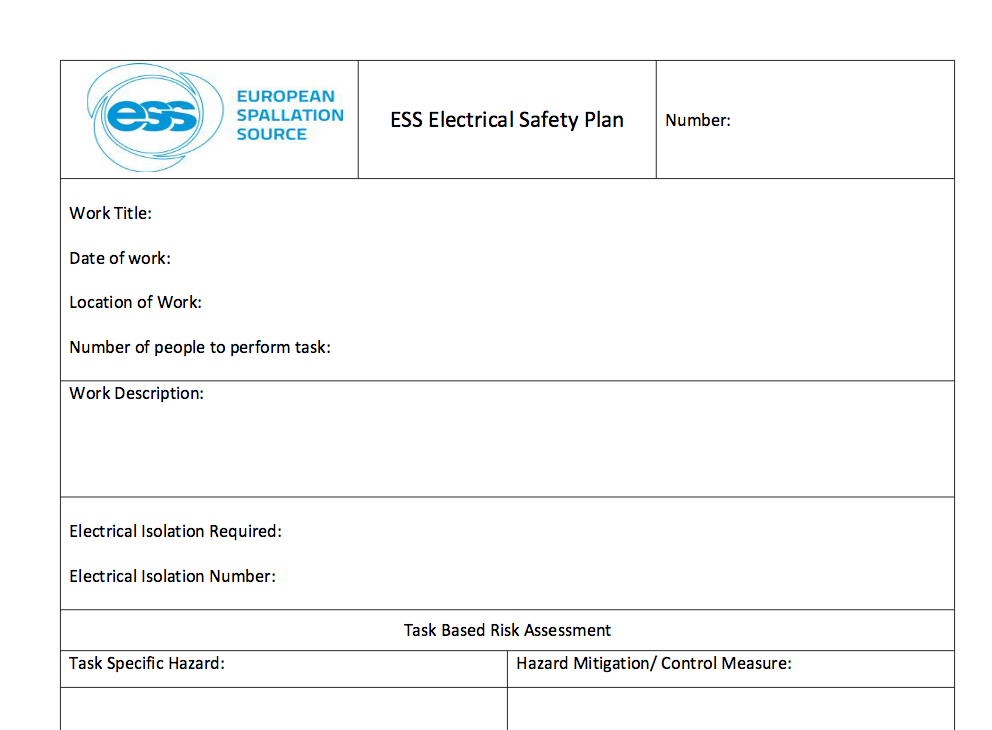 ess
EUROPEAN
SPALLATION
SOURCE
ESS Electrical Safety Plan
Number:
Work Title:
Date of work:
Location of Work:
Number of people to perform task:
Work Description:
Electrical Isolation Required:
Electrical Isolation Number:
Task Based Risk Assessment
Task Specific Hazard:
Hazard Mitigation/ Control Measure: